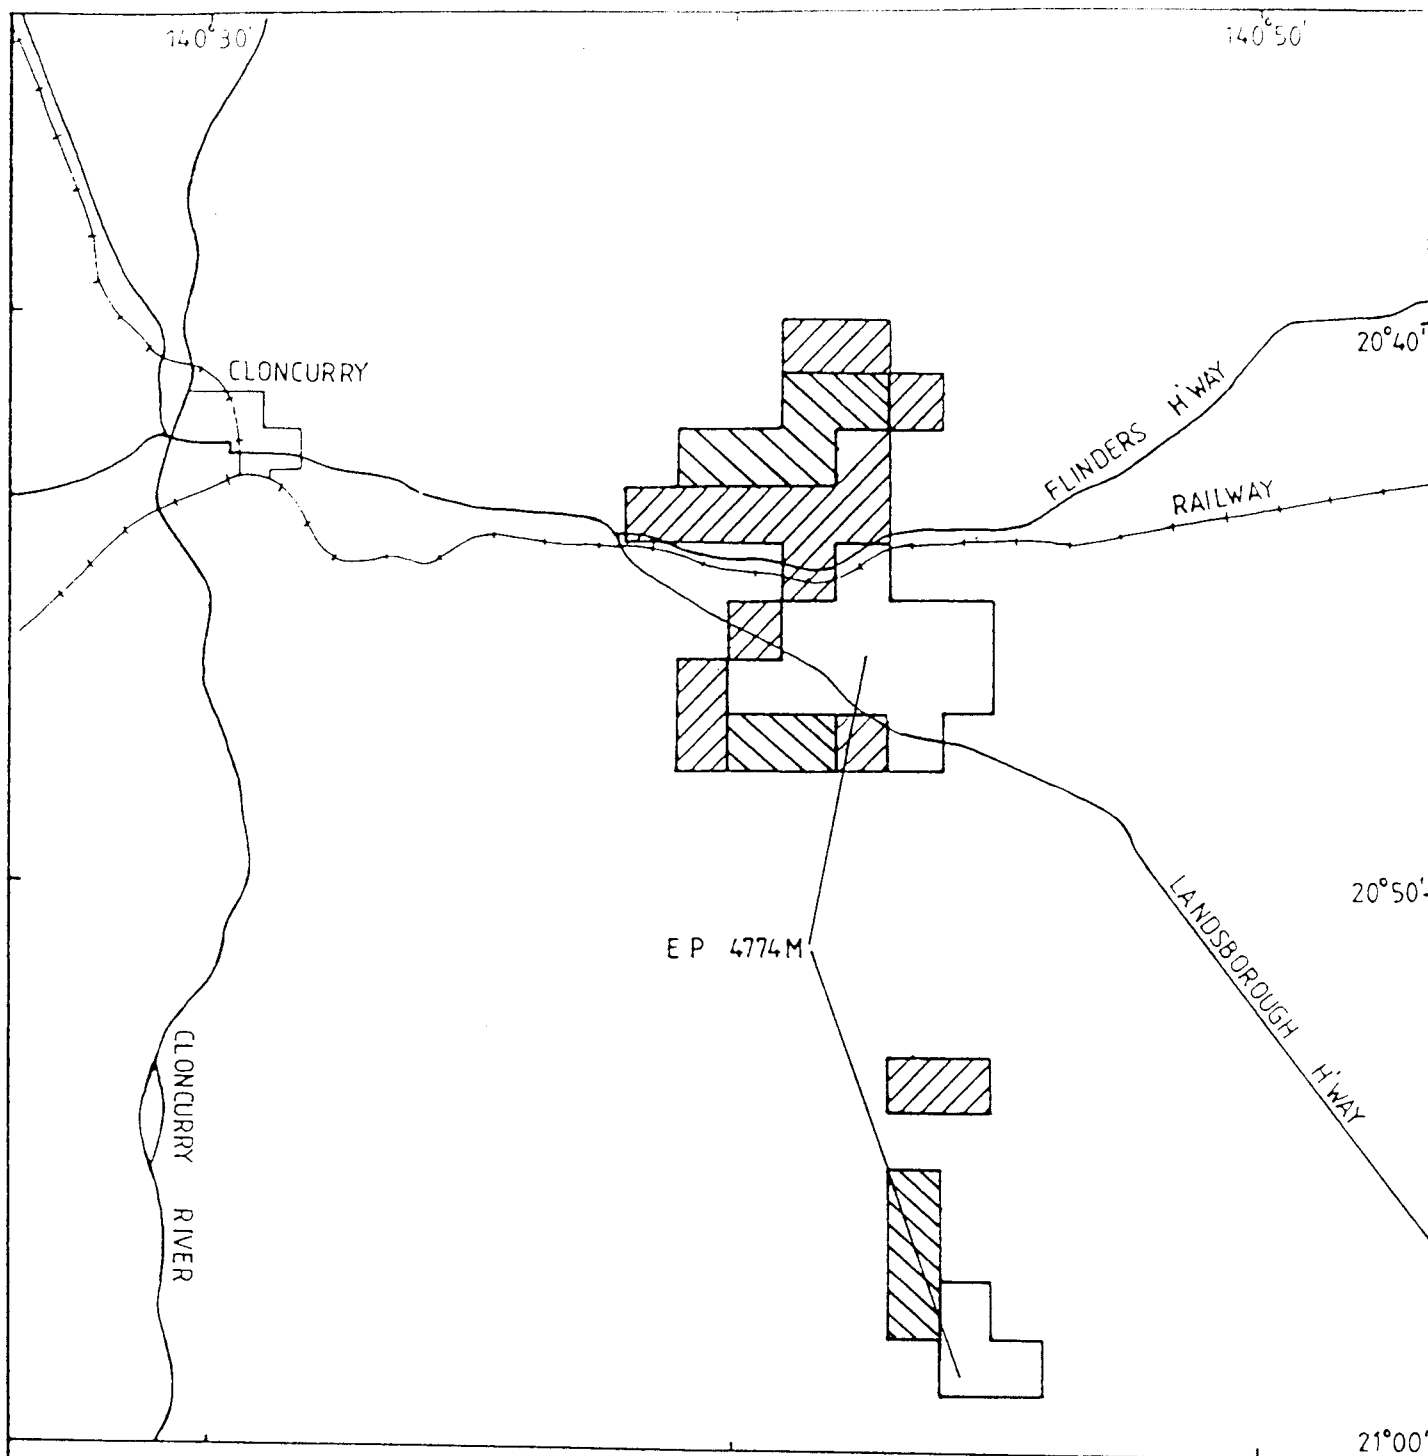 140°30'
140°50'
20°40'
CLONCURRY
FLINDERS H'WAY
RAILWAY
20°50'
LANDSBOROUGH H'WAY
EP 4774M
CLONCURRY RIVER
21°00'